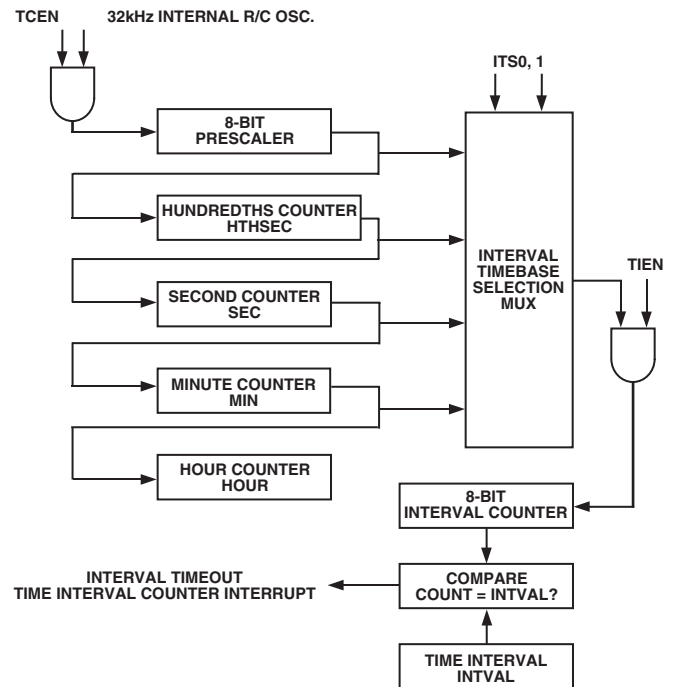 TCEN 32kHz INTERNAL R/C OSC.
ITS0, 1
8-BIT
PRESCALER
HUNDREDTHS COUNTER
HTHSEC
INTERVAL
TIMEBASE
SELECTION
MUX
TIEN
SECOND COUNTER
SEC
MINUTE COUNTER
MIN
HOUR COUNTER
HOUR
8-BIT
INTERVAL COUNTER
INTERVAL TIMEOUT
TIME INTERVAL COUNTER INTERRUPT
COMPARE
COUNT = INTVAL?
TIME INTERVAL
INTVAL